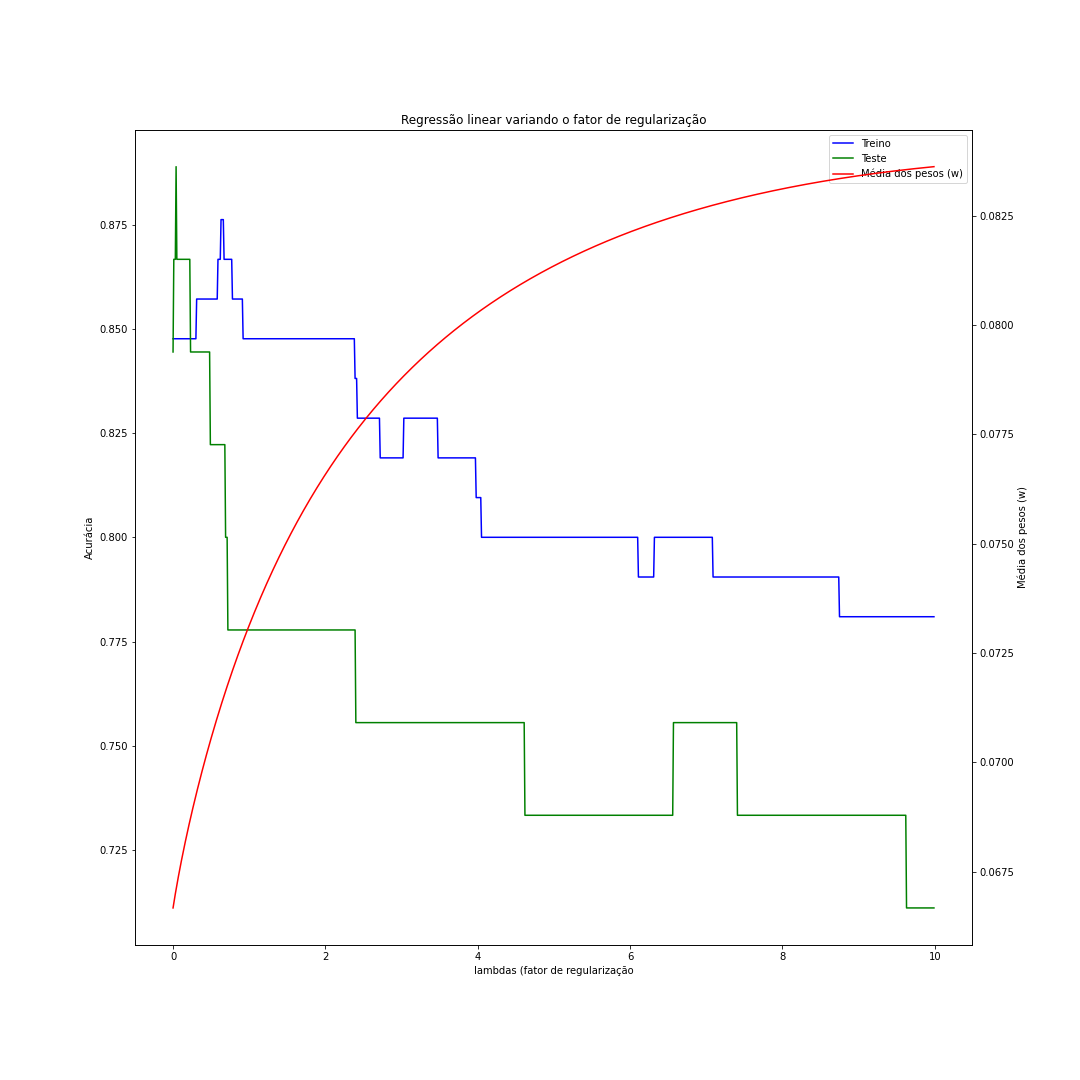 Regressão linear variando o fator de regularização
Treino
Teste
Média dos pesos (w)
0.875
0.850
0.825
0.800
0.775
0.750
0.725
Acurácia
0.0825
0.0800
0.0775
0.0750
0.0725
0.0700
0.0675
Média dos pesos (w)
0 2 4 6 8 10
lambdas (fator de regularização